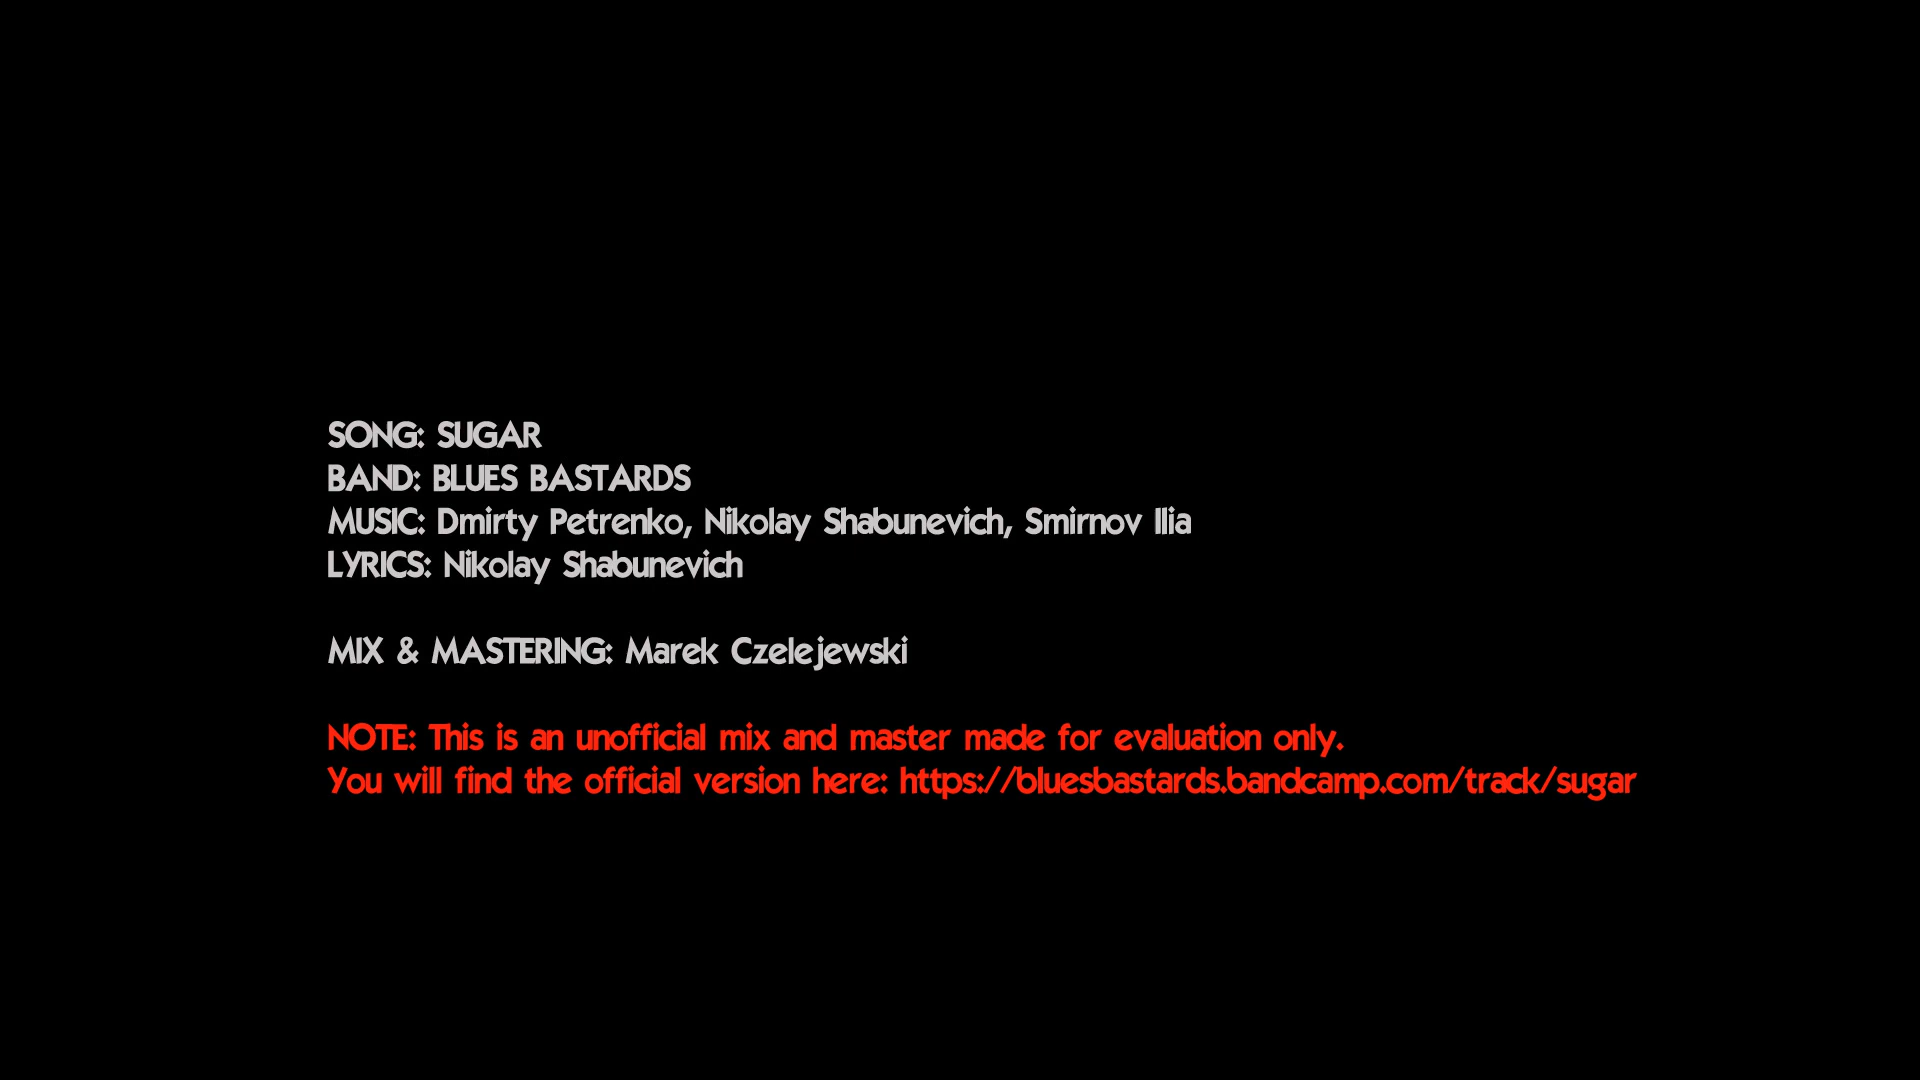 SONG: SUGAR
BAND: BLUES BASTARDS
MUSIC: Dmirty Petrenko, Nikolay Shabunevich, Smirnov Ilia
LYRICS: Nikolay Shabunevich
MIX & MASTERING: Marek Czelejewski
NOTE: This is an unofficial mix and master made for evaluation only.
You will find the official version here: https://bluesbastards.bandcamp.com/track/sugar